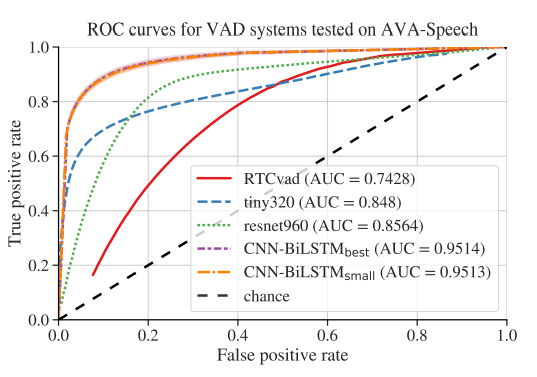 ROC curves for VAD systems tested on AVA-Speech
True positive rate
1.0
0.8
0.6
0.4
0.2
0.0
RTCvad (AUC = 0.7428)
tiny320 (AUC = 0.848)
resnet960 (AUC = 0.8564)
CNN-BiLSTMbest (AUC = 0.9514)
CNN-BiLSTMsmall (AUC = 0.9513)
chance
0.0 0.2 0.4 0.6 0.8 1.0
False positive rate